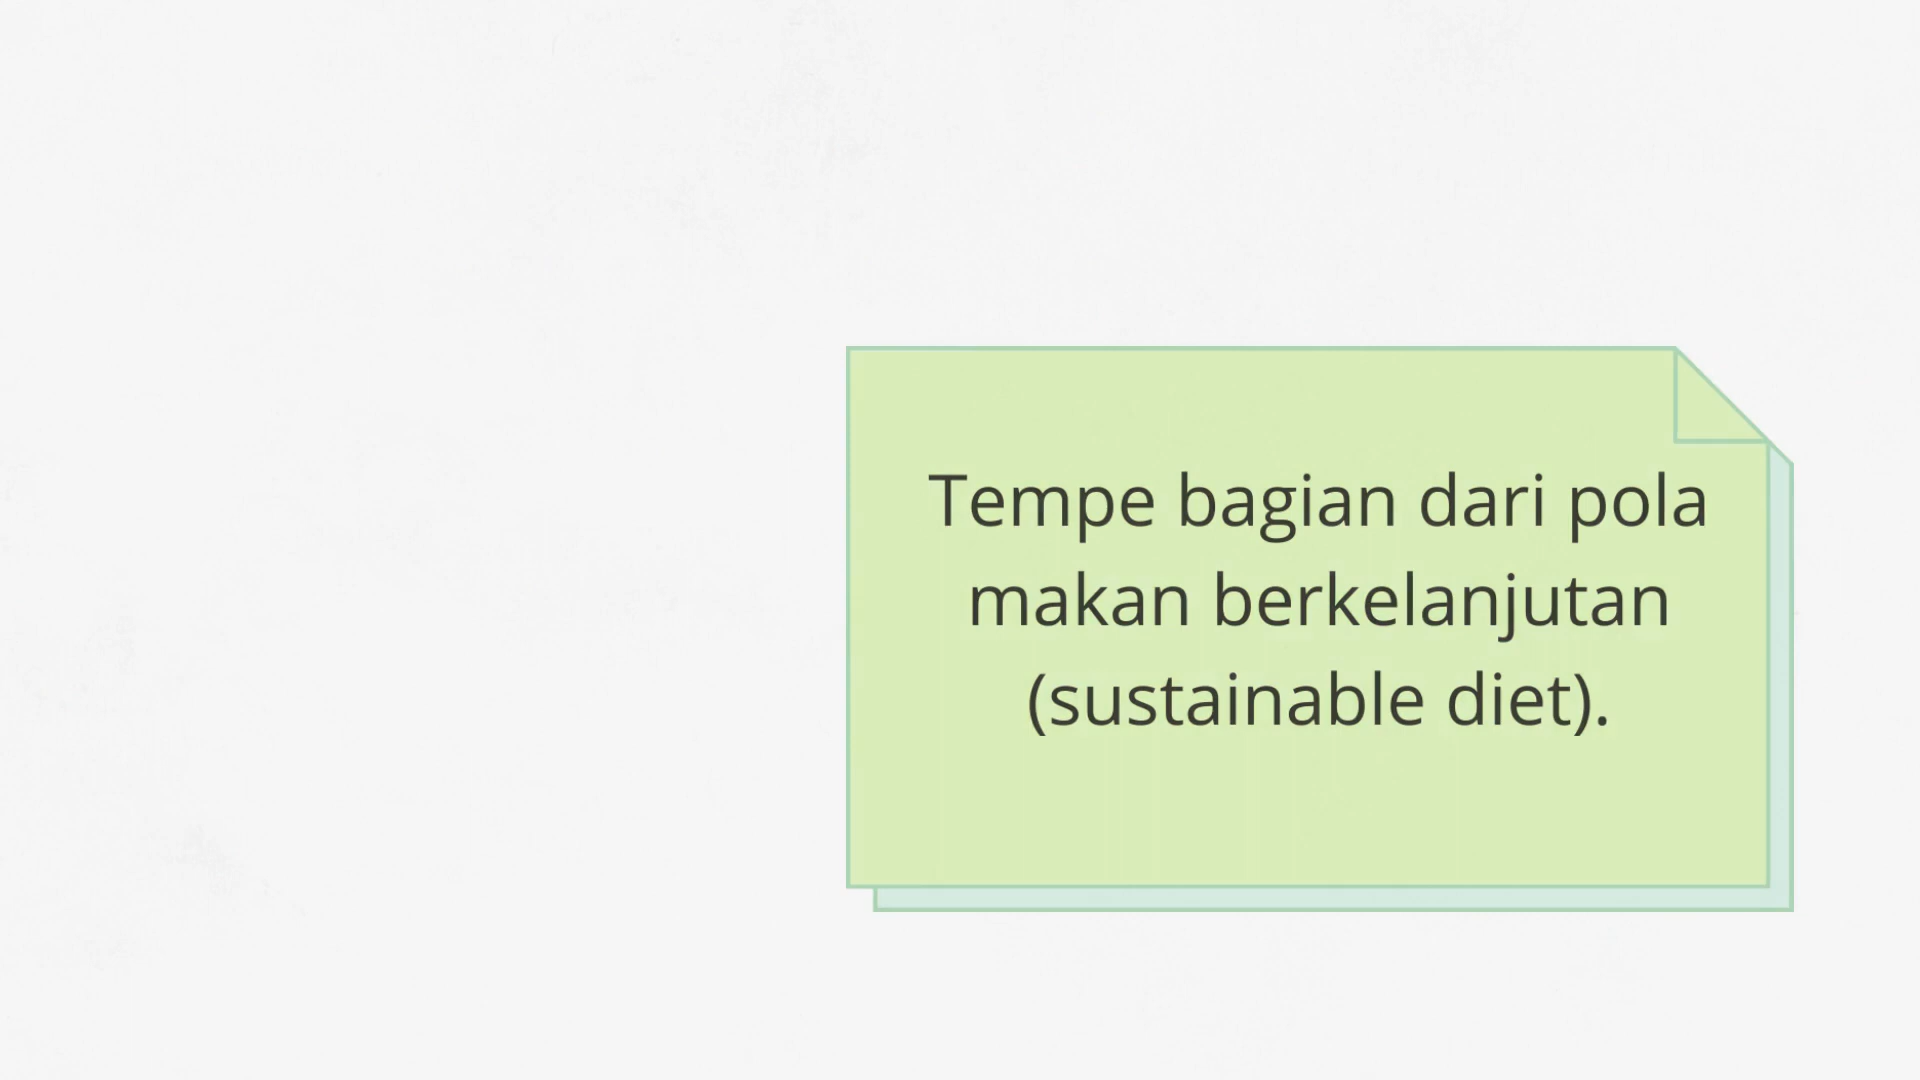 Tempe bagian dari pola
makan berkelanjutan
(sustainable diet).